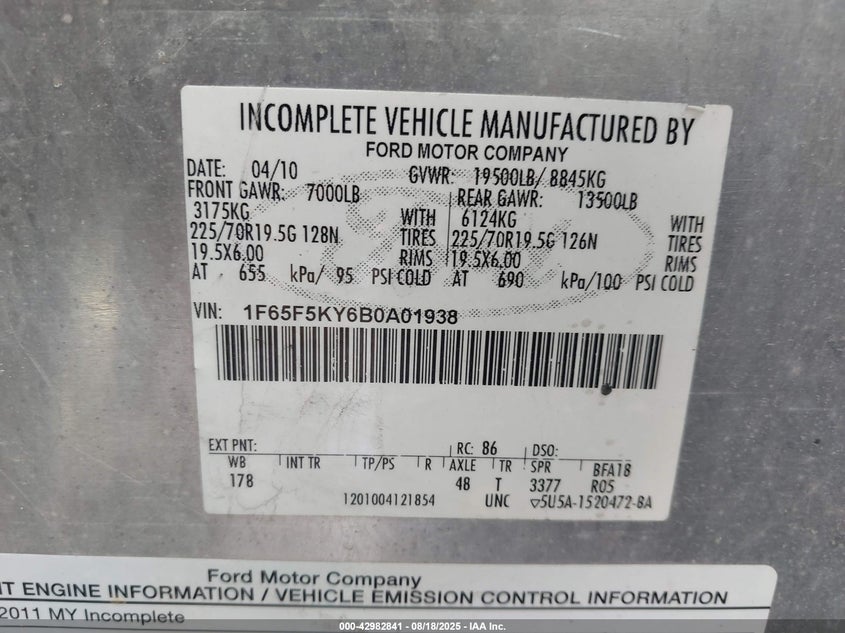 INCOMPLETE VEHICLE MANUFACTURED BY
FORD MOTOR COMPANY
DATE: 04/10 GVWR: 19500LB/ 8845KG
FRONT GAWR: 7000LB REAR GAWR: 13500LB
3175KG WITH 6124KG WITH
225/70R19.5G 128N TIRES 225/70R19.5G 126N TIRES
19.5X6.00 RIMS 19.5X6.00 RIMS
AT 655 kPa/ 95 PSI COLD AT 690 kPa/100 PSI COLD
VIN: 1F65F5KY6B0A01938
EXT PNT: RC: 86 DSO:
WB INT TR TP/PS R AXLE TR SPR BFA18
178 48 T 3377 R05
1201004121854 UNC ▽5U5A-1520472-BA
Ford Motor Company
NT ENGINE INFORMATION / VEHICLE EMISSION CONTROL INFORMATION
2011 MY Incomplete
000-42982841 - 08/18/2025 - IAA Inc.